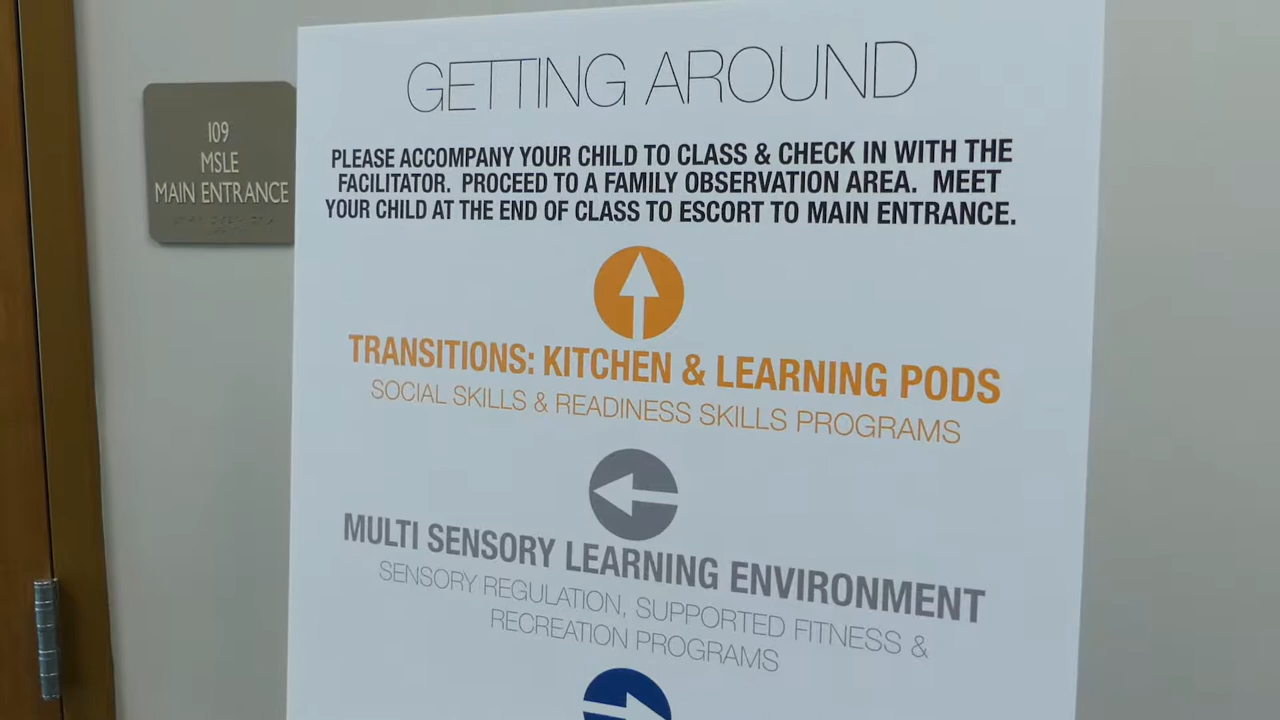 109
MSLE
MAIN ENTRANCE
GETTING AROUND
PLEASE ACCOMPANY YOUR CHILD TO CLASS & CHECK IN WITH THE
FACILITATOR. PROCEED TO A FAMILY OBSERVATION AREA. MEET
YOUR CHILD AT THE END OF CLASS TO ESCORT TO MAIN ENTRANCE.
TRANSITIONS: KITCHEN & LEARNING PODS
SOCIAL SKILLS & READINESS SKILLS PROGRAMS
MULTI SENSORY LEARNING ENVIRONMENT
SENSORY REGULATION, SUPPORTED FITNESS &
RECREATION PROGRAMS